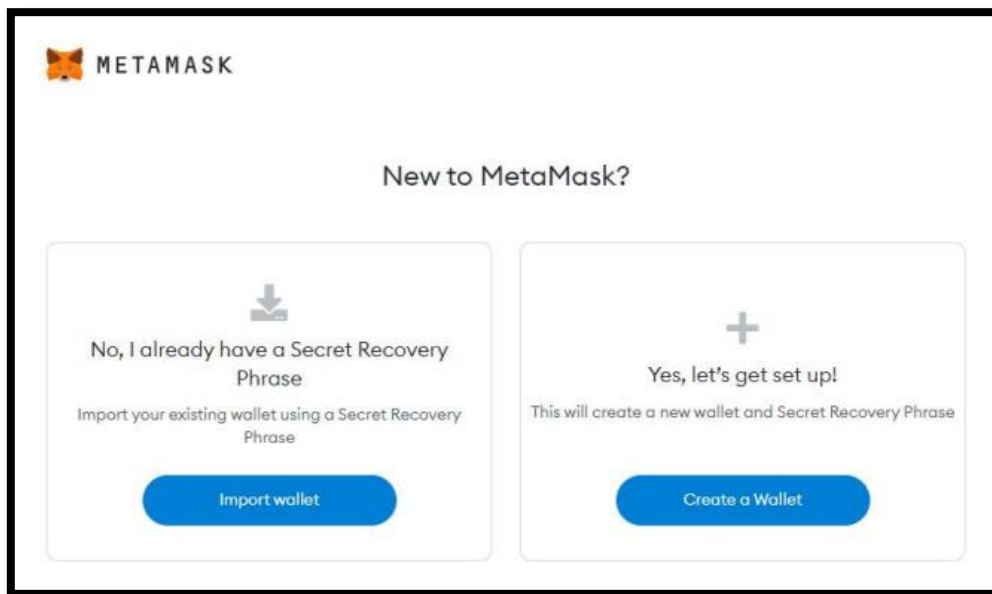 METAMASK
New to MetaMask?
No, I already have a Secret Recovery
Phrase
Import your existing wallet using a Secret Recovery
Phrase
Import wallet
Yes, let's get set up!
This will create a new wallet and Secret Recovery Phrase
Create a Wallet